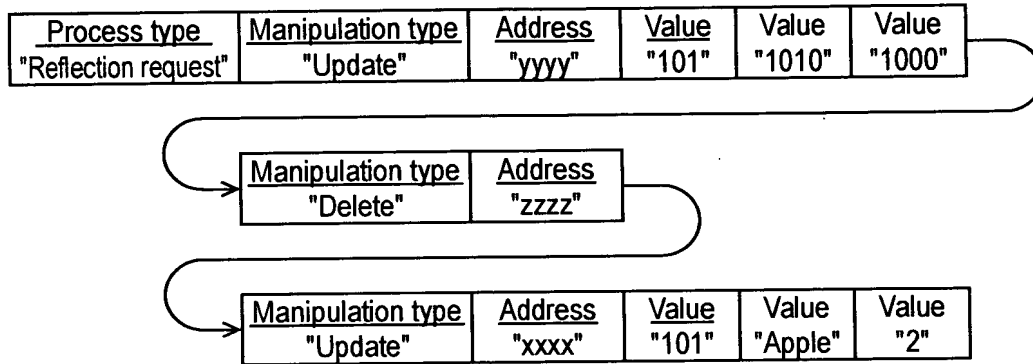 Process type Manipulation type Address Value Value Value
"Reflection request" "Update" "yyyy" "101" "1010" "1000"
Manipulation type Address
"Delete" "zzzz"
Manipulation type Address Value Value Value
"Update" "xxxx" "101" "Apple" "2"